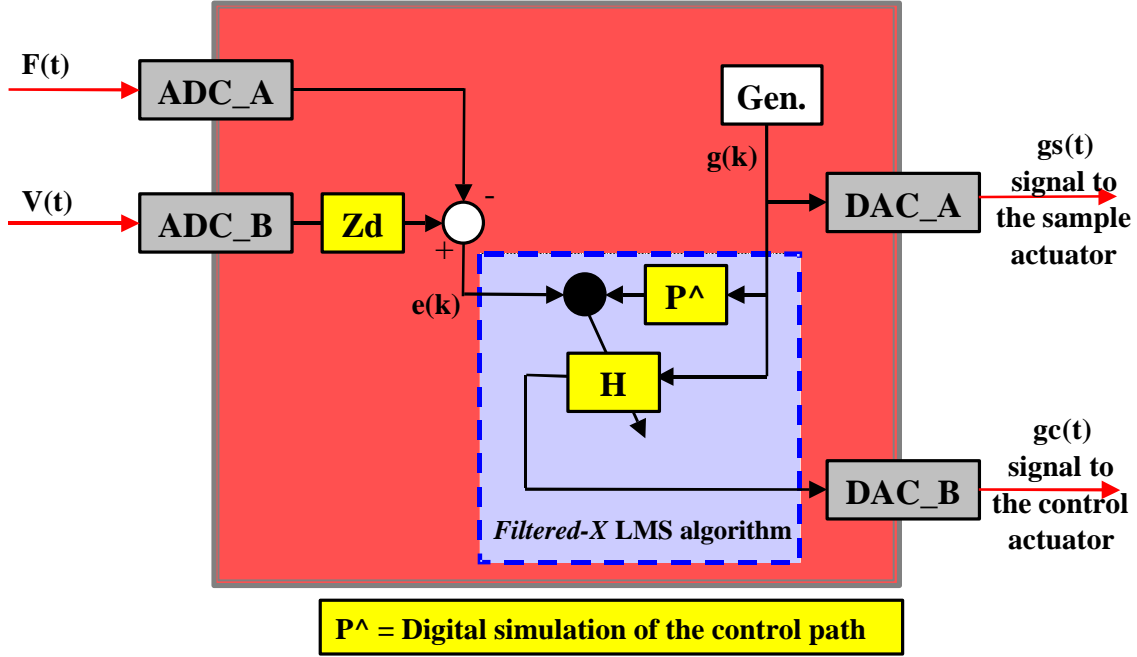 F(t)
ADC_A
Gen.
g(k)
gs(t)
signal to
the sample
actuator
V(t)
ADC_B
Zd
-
+
DAC_A
e(k)
P^
H
gc(t)
signal to
the control
actuator
DAC_B
Filtered-X LMS algorithm
P^ = Digital simulation of the control path